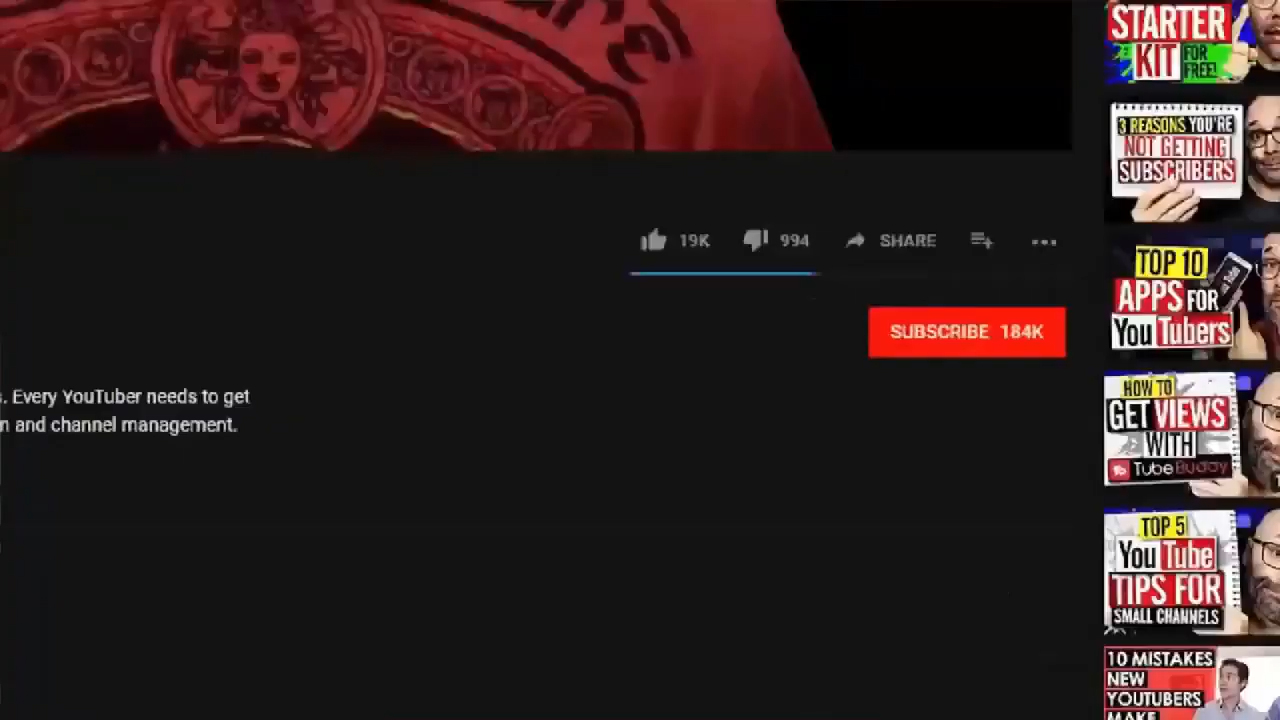 STARTER
KIT FOR
FREE!
3 REASONS YOU'RE
NOT GETTING
SUBSCRIBERS
19K 994 SHARE
TOP 10
APPS FOR
YouTubers
SUBSCRIBE 184K
. Every YouTuber needs to get
n and channel management.
HOW TO
GET VIEWS
WITH
TubeBuddy
TOP 5
YouTube
TIPS FOR
SMALL CHANNELS
10 MISTAKES
NEW
YOUTUBERS
MAKE